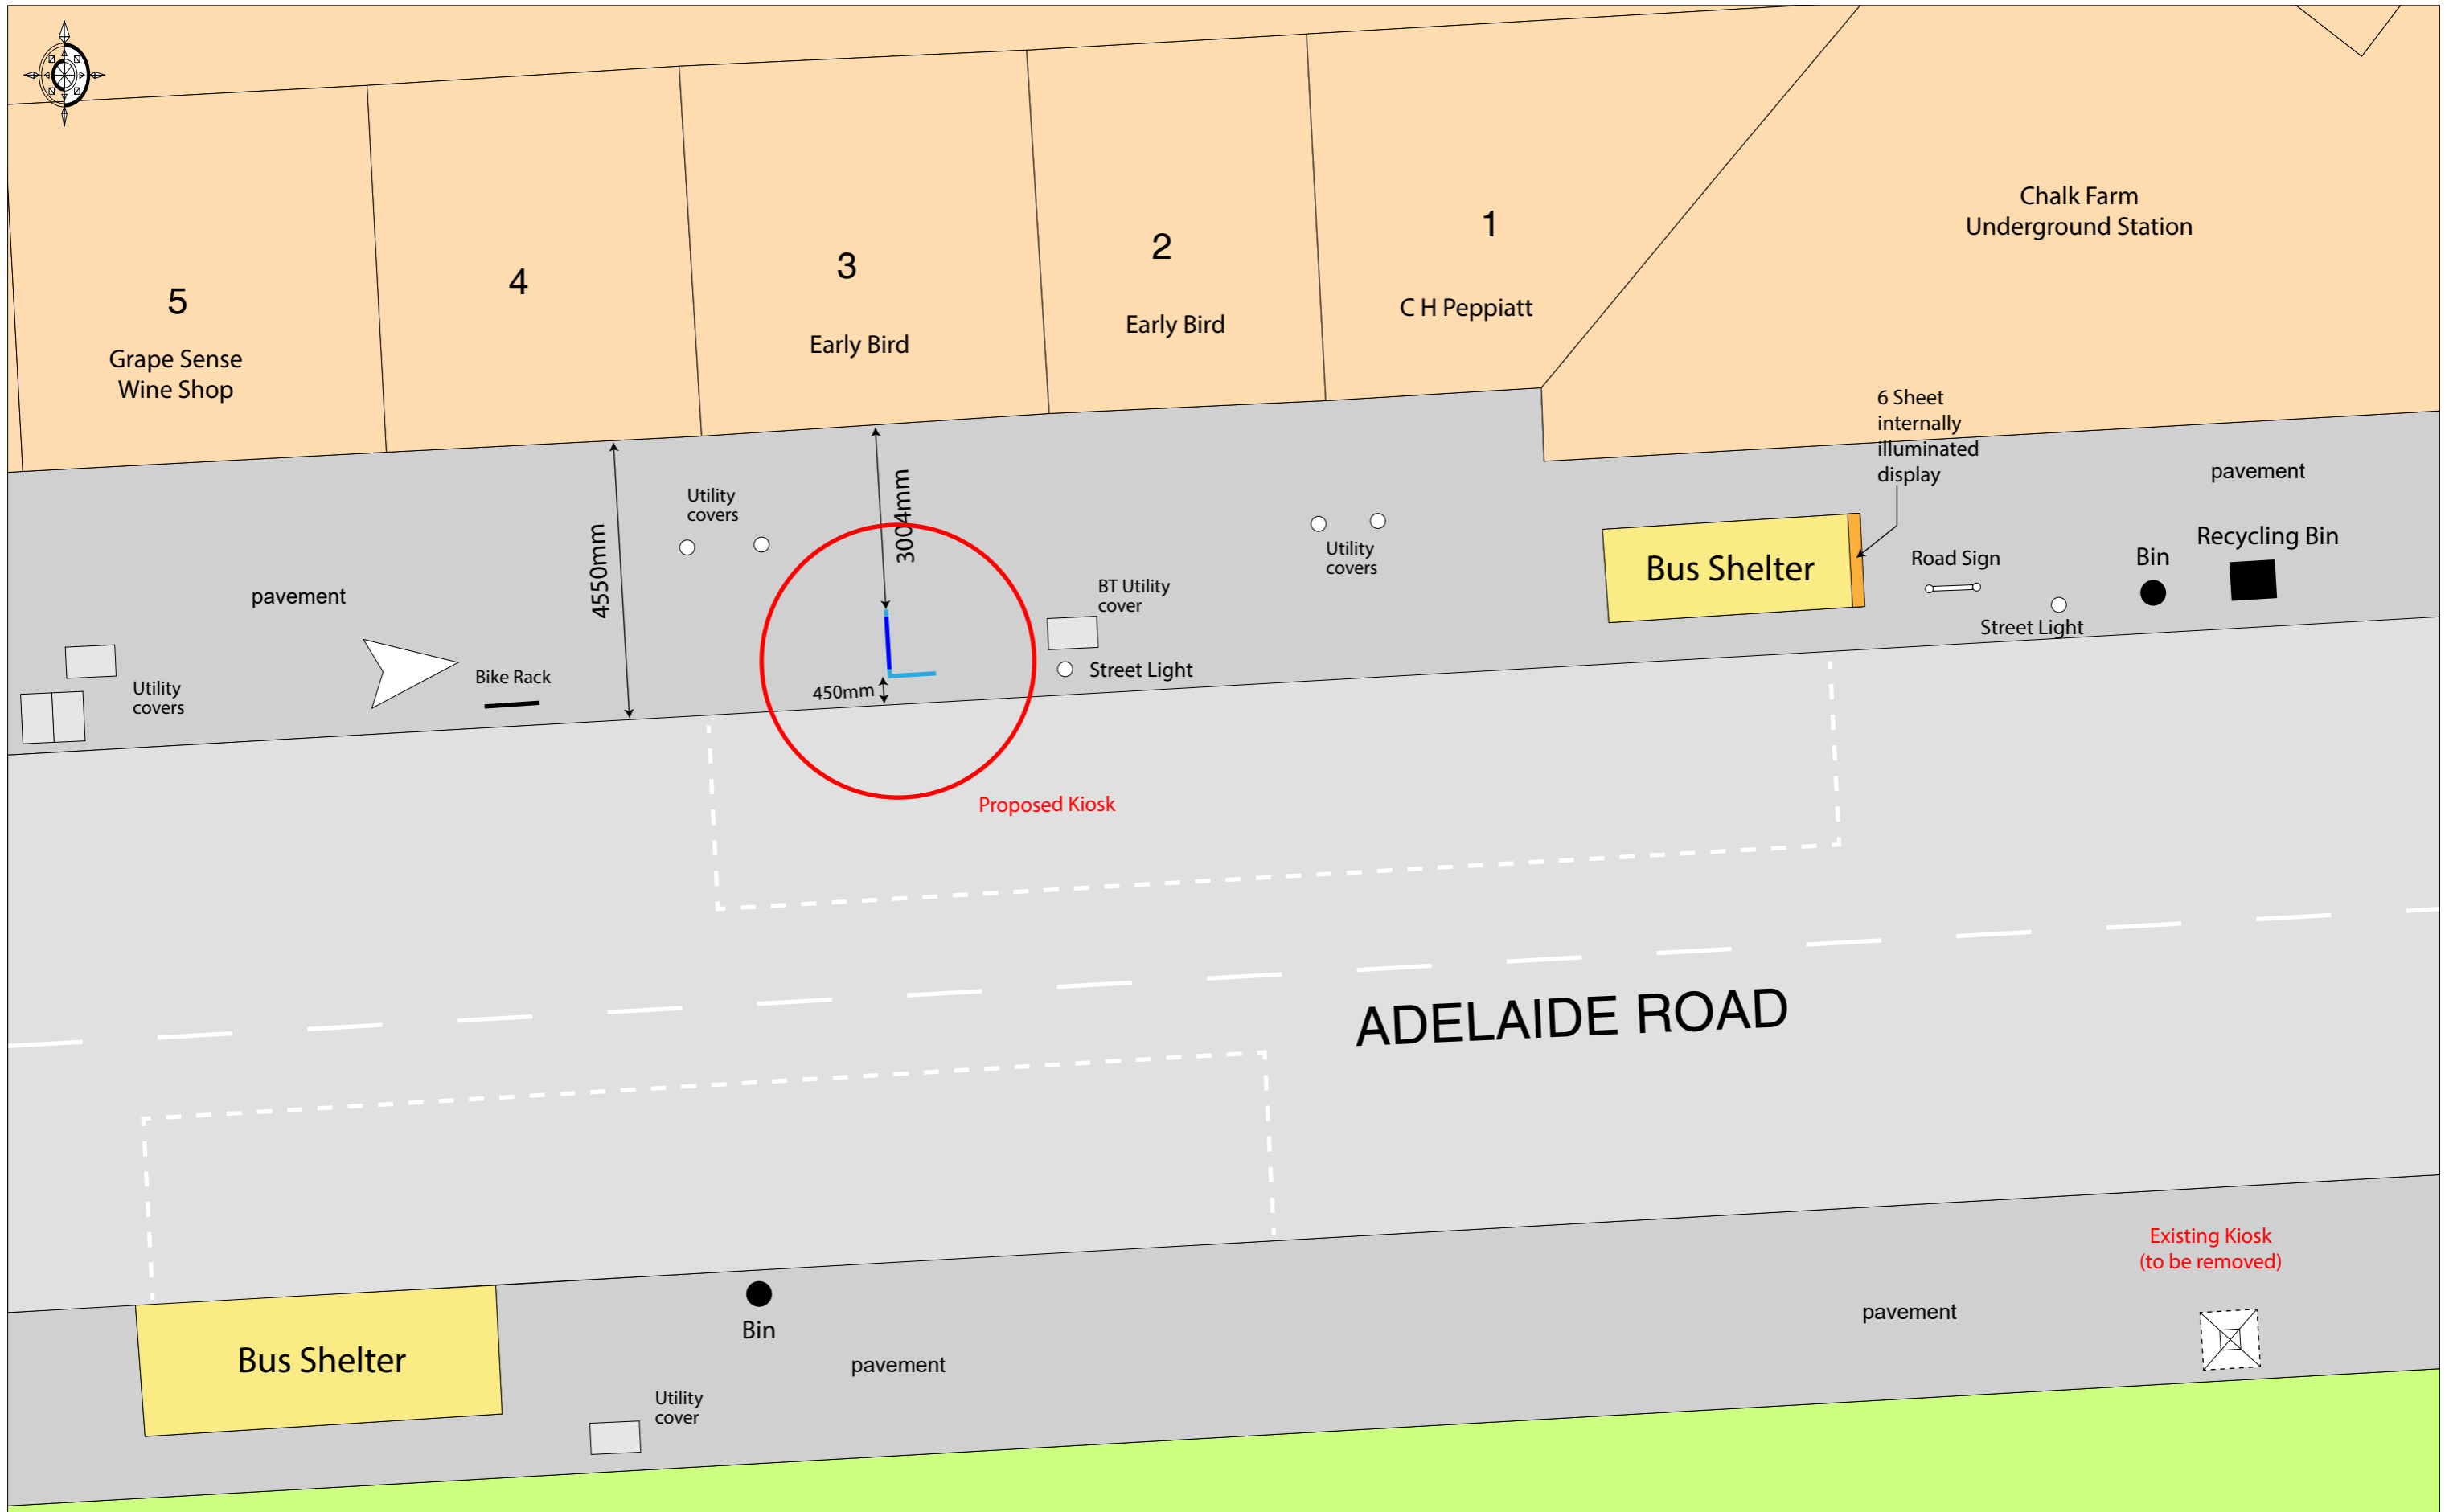 5
Grape Sense
Wine Shop
4
3
Early Bird
2
Early Bird
1
C H Peppiatt
Chalk Farm
Underground Station
6 Sheet
internally
illuminated
display
pavement
Utility
covers
4550mm
3004mm
Utility
covers
Bus Shelter
Road Sign
Bin
Recycling Bin
Street Light
pavement
BT Utility
cover
Street Light
Bike Rack
450mm
Utility
covers
Proposed Kiosk
ADELAIDE ROAD
Existing Kiosk
(to be removed)
pavement
Bus Shelter
Bin
pavement
Utility
cover